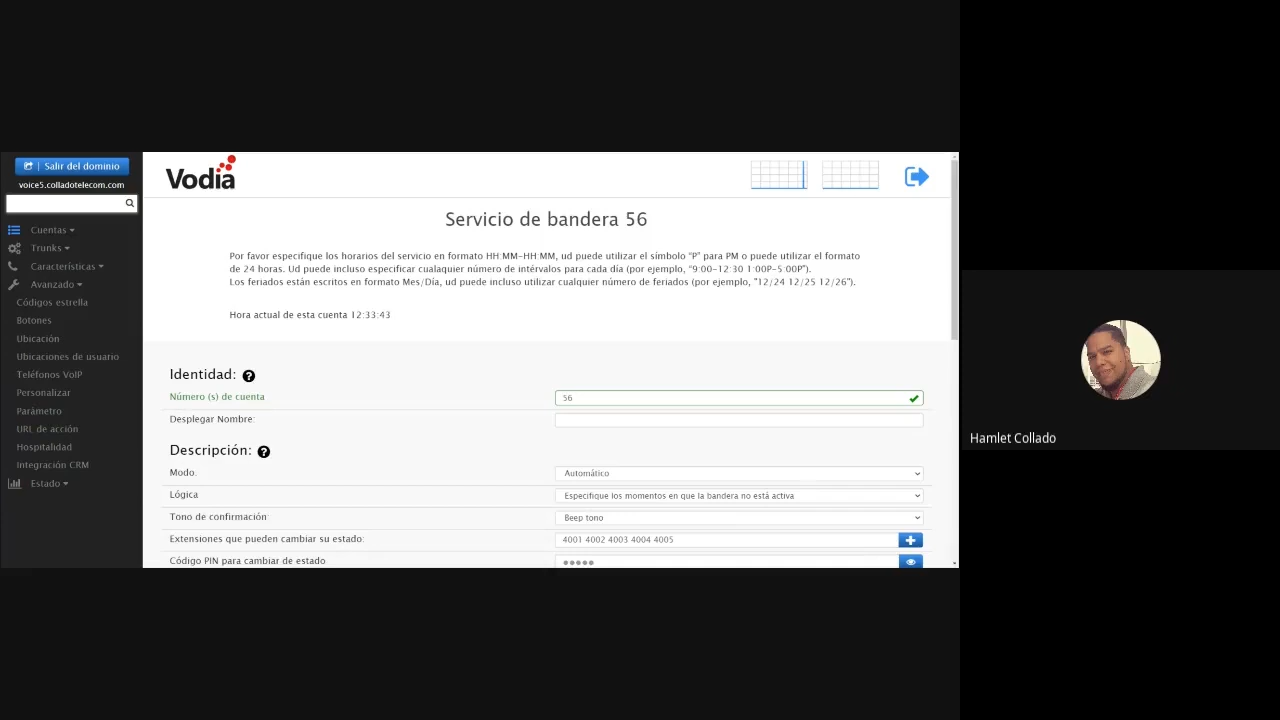 Salir del dominio
voice5.colladotelecom.com
Cuentas
Trunks
Características
Avanzado
Códigos estrella
Botones
Ubicación
Ubicaciones de usuario
Teléfonos VoIP
Personalizar
Parámetro
URL de acción
Hospitalidad
Integración CRM
Estado
Vodia
Servicio de bandera 56
Por favor especifique los horarios del servicio en formato HH:MM-HH:MM, ud puede utilizar el símbolo "P" para PM o puede utilizar el formato
de 24 horas. Ud puede incluso especificar cualquier número de intérvalos para cada día (por ejemplo, "9:00-12:30 1:00P-5:00P").
Los feriados están escritos en formato Mes/Día, ud puede incluso utilizar cualquier número de feriados (por ejemplo, "12/24 12/25 12/26").
Hora actual de esta cuenta 12:33:43
Identidad: ?
Número (s) de cuenta 56
Desplegar Nombre:
Descripción: ?
Modo: Automático
Lógica Especifique los momentos en que la bandera no está activa
Tono de confirmación: Beep tono
Extensiones que pueden cambiar su estado: 4001 4002 4003 4004 4005
Código PIN para cambiar de estado
Hamlet Collado